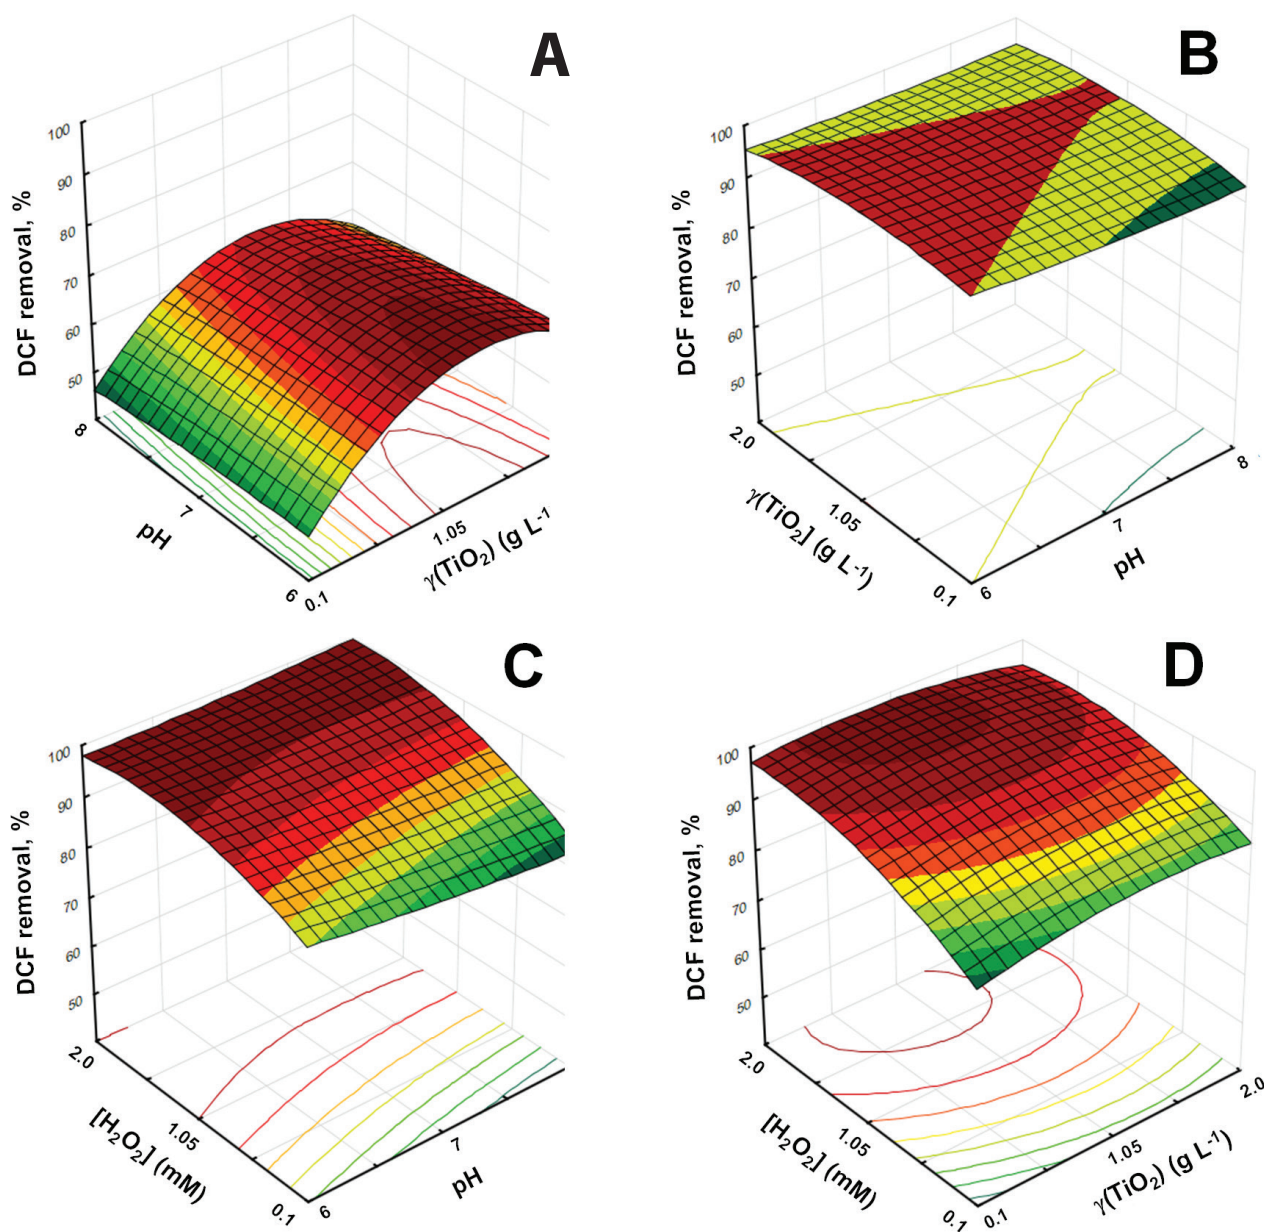 A
100
90
80
70
60
50
DCF removal, %
8
7
6
pH
0.1
1.05
γ(TiO2) (g L-1
B
100
90
80
70
60
50
DCF removal, %
2.0
1.05
0.1
γ(TiO2] (g L-1)
6
7
8
pH
C
100
90
80
70
60
50
DCF removal, %
2.0
1.05
0.1
[H2O2] (mM)
6
7
pH
D
100
90
80
70
60
50
DCF removal, %
2.0
1.05
0.1
[H2O2] (mM)
0.1
1.05
2.0
γ(TiO2) (g L-1)